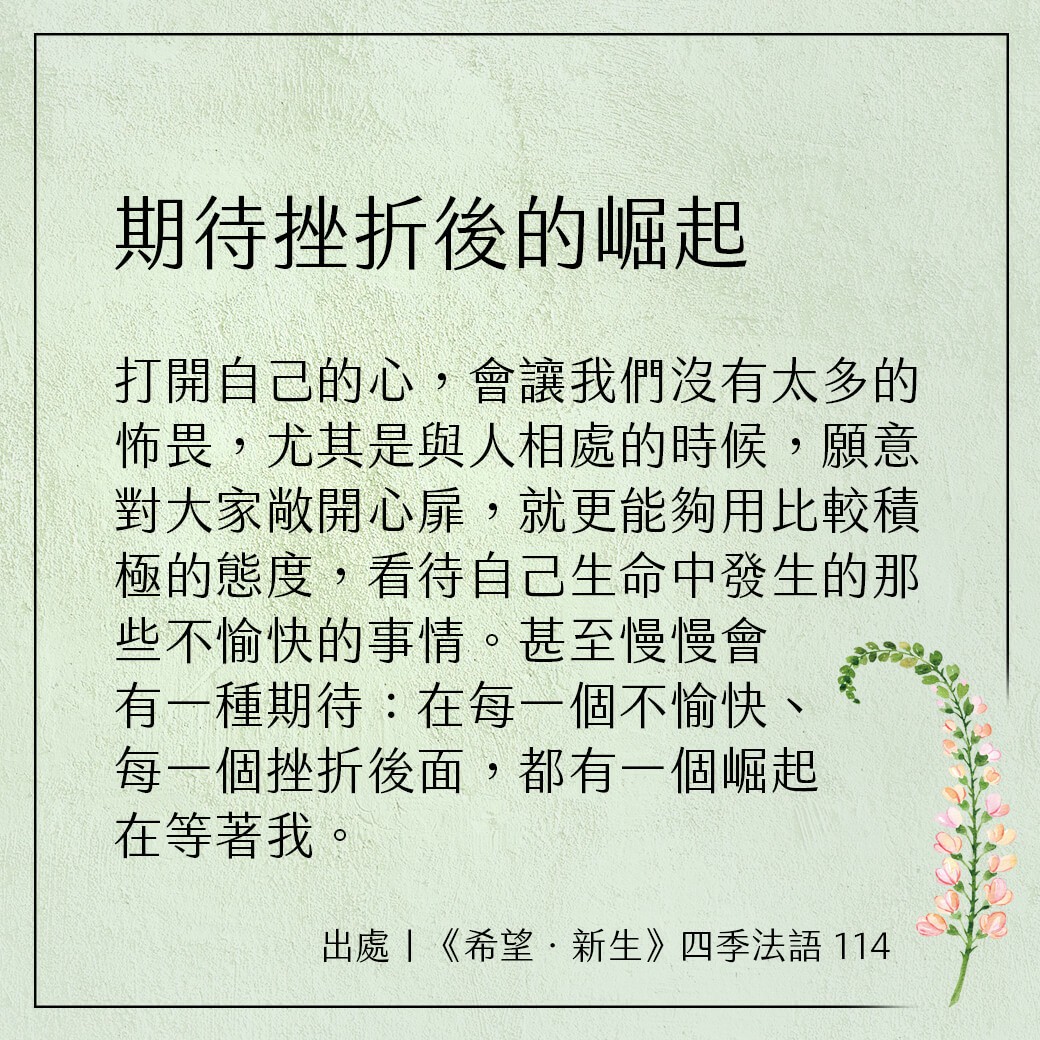 期待挫折後的崛起
打開自己的心，會讓我們沒有太多的
怖畏，尤其是與人相處的時候，願意
對大家敞開心扉，就更能夠用比較積
極的態度，看待自己生命中發生的那
些不愉快的事情。甚至慢慢會
有一種期待：在每一個不愉快、
每一個挫折後面，都有一個崛起
在等著我。
出處｜《希望．新生》四季法語 114